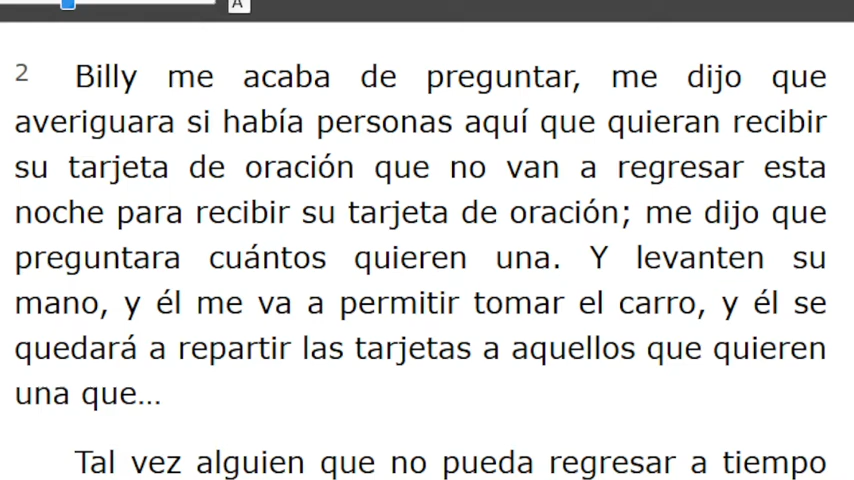 A
2 Billy me acaba de preguntar, me dijo que
averiguara si había personas aquí que quieran recibir
su tarjeta de oración que no van a regresar esta
noche para recibir su tarjeta de oración; me dijo que
preguntara cuántos quieren una. Y levanten su
mano, y él me va a permitir tomar el carro, y él se
quedará a repartir las tarjetas a aquellos que quieren
una que...
Tal vez alguien que no pueda regresar a tiempo